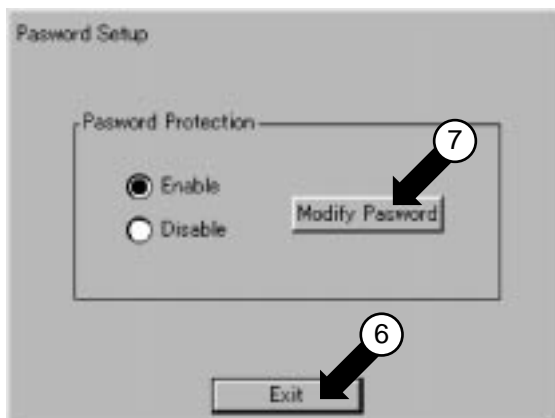 Pasword Setup
Pasword Protection
7
Enable
Modify Pasword
Disable
6
Exit